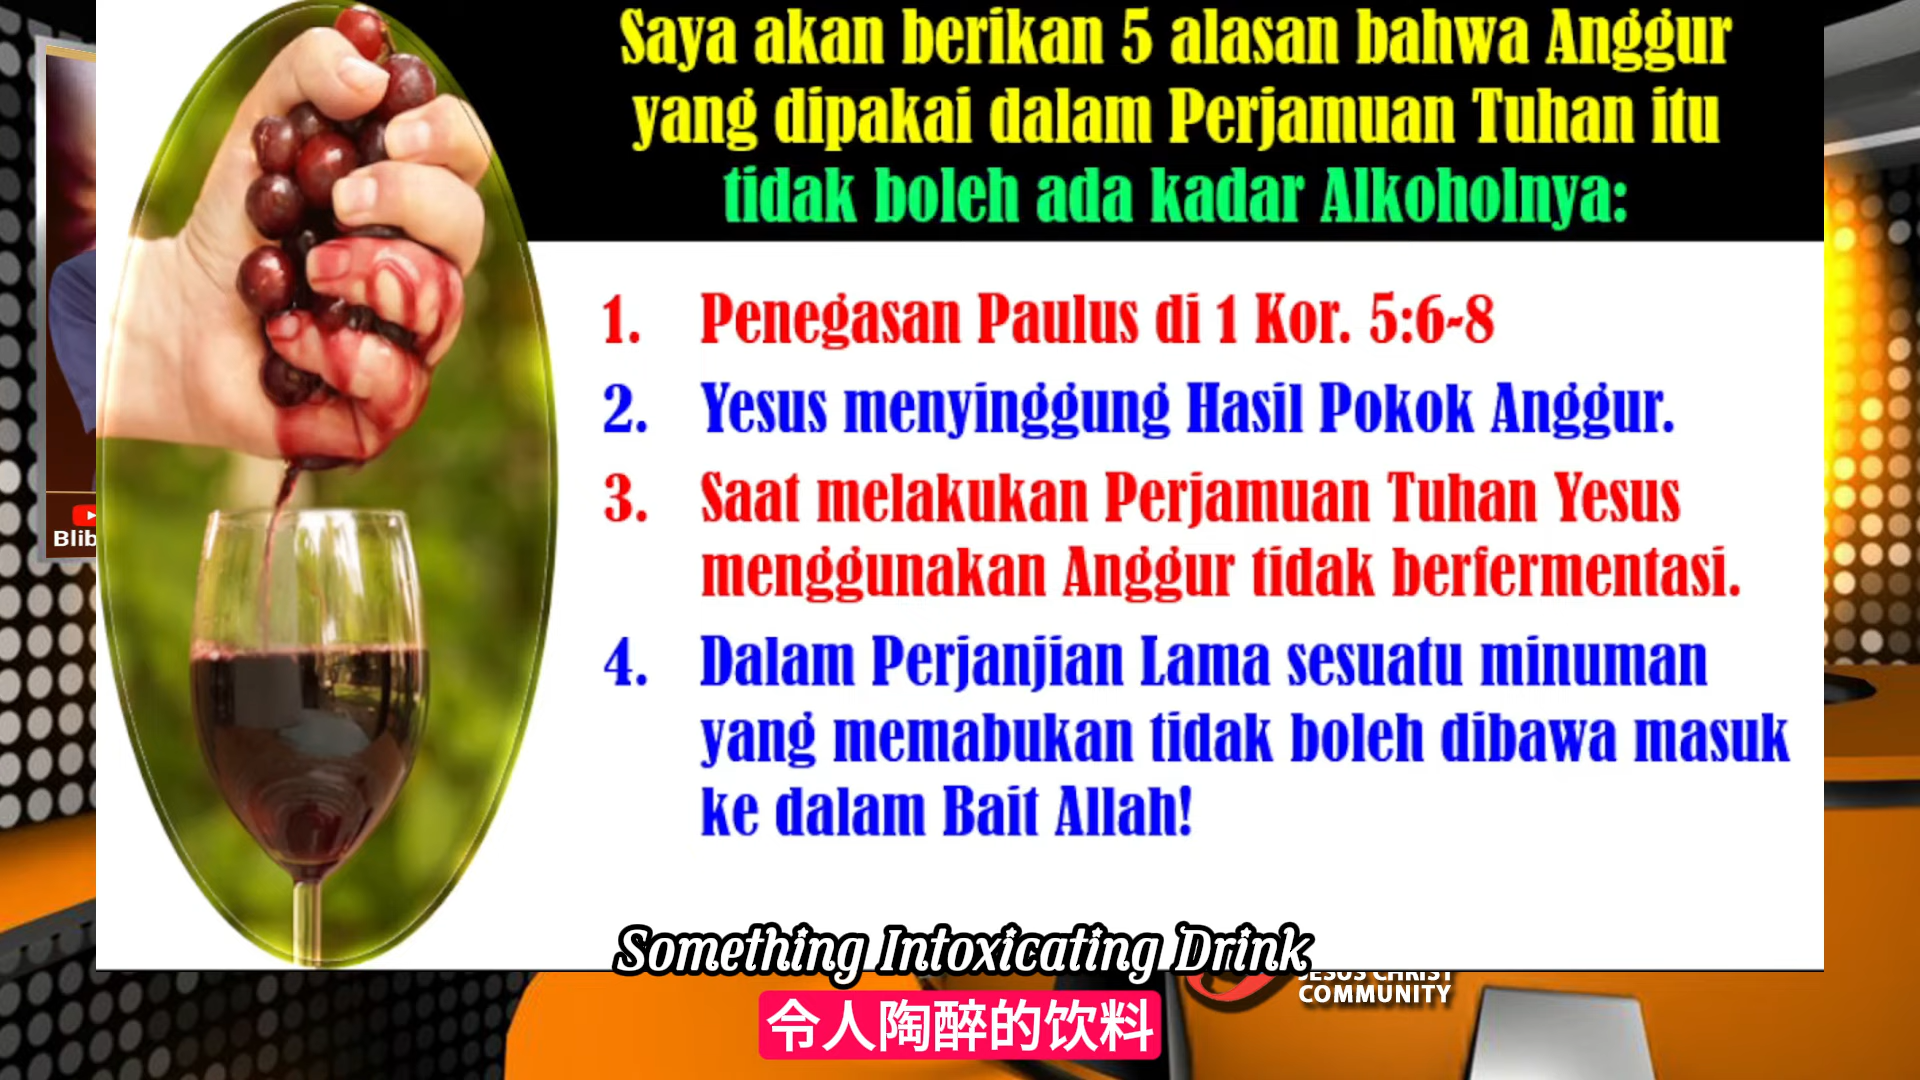 Saya akan berikan 5 alasan bahwa Anggur
yang dipakai dalam Perjamuan Tuhan itu
tidak boleh ada kadar Alkoholnya:
1. Penegasan Paulus di 1 Kor. 5:6-8
2. Yesus menyinggung Hasil Pokok Anggur.
3. Saat melakukan Perjamuan Tuhan Yesus
menggunakan Anggur tidak berfermentasi.
4. Dalam Perjanjian Lama sesuatu minuman
yang memabukan tidak boleh dibawa masuk
ke dalam Bait Allah!
Blib
Something Intoxicating Drink
JESUS CHRIST
COMMUNITY
令人陶醉的饮料